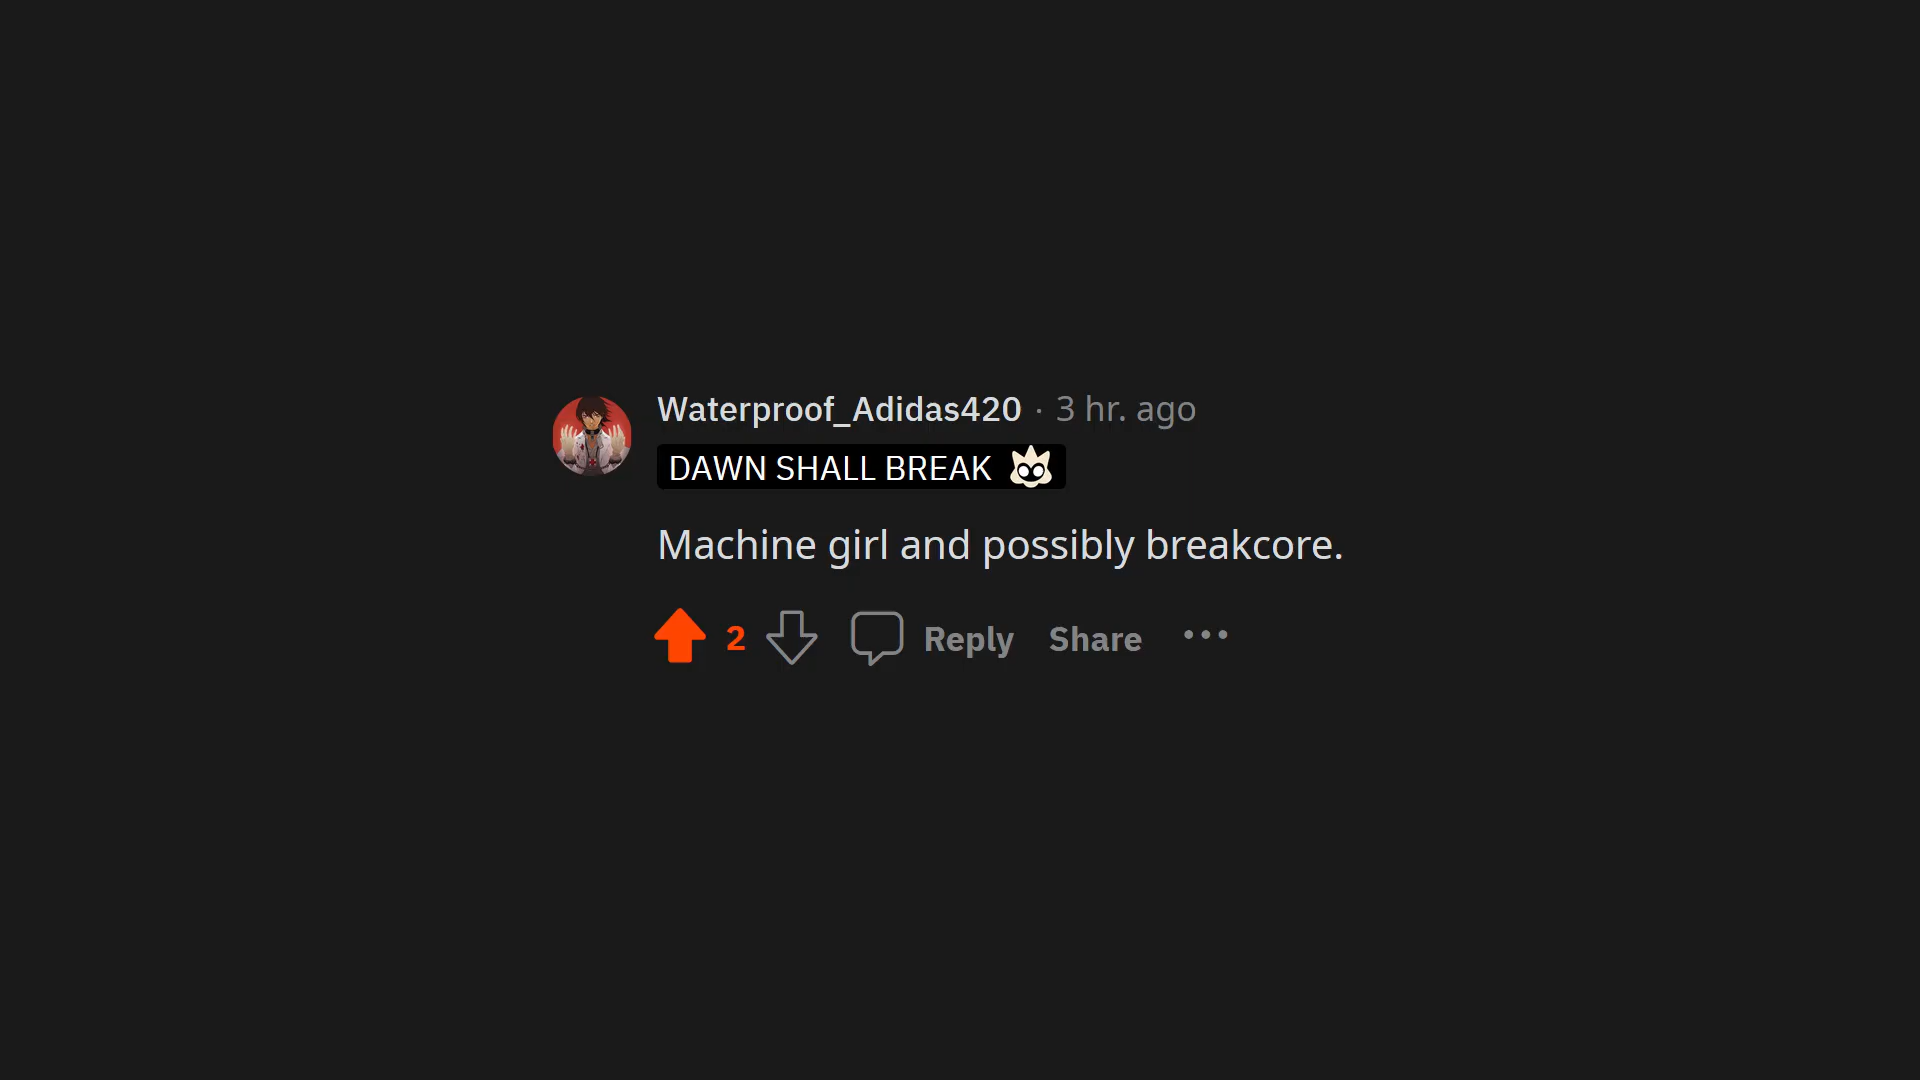 Waterproof_Adidas420 · 3 hr. ago
DAWN SHALL BREAK
Machine girl and possibly breakcore.
2 Reply Share